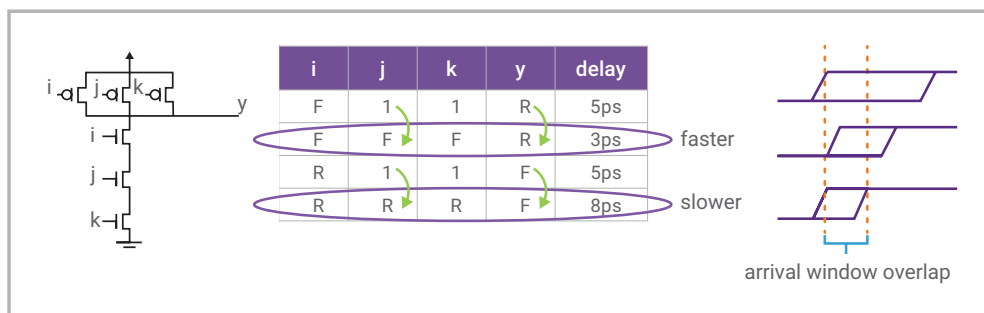 i j k
y
i
j
k
i j k y delay
F 1 1 R 5ps
F F F R 3ps
faster
R 1 1 F 5ps
R R R F 8ps
slower
arrival window overlap